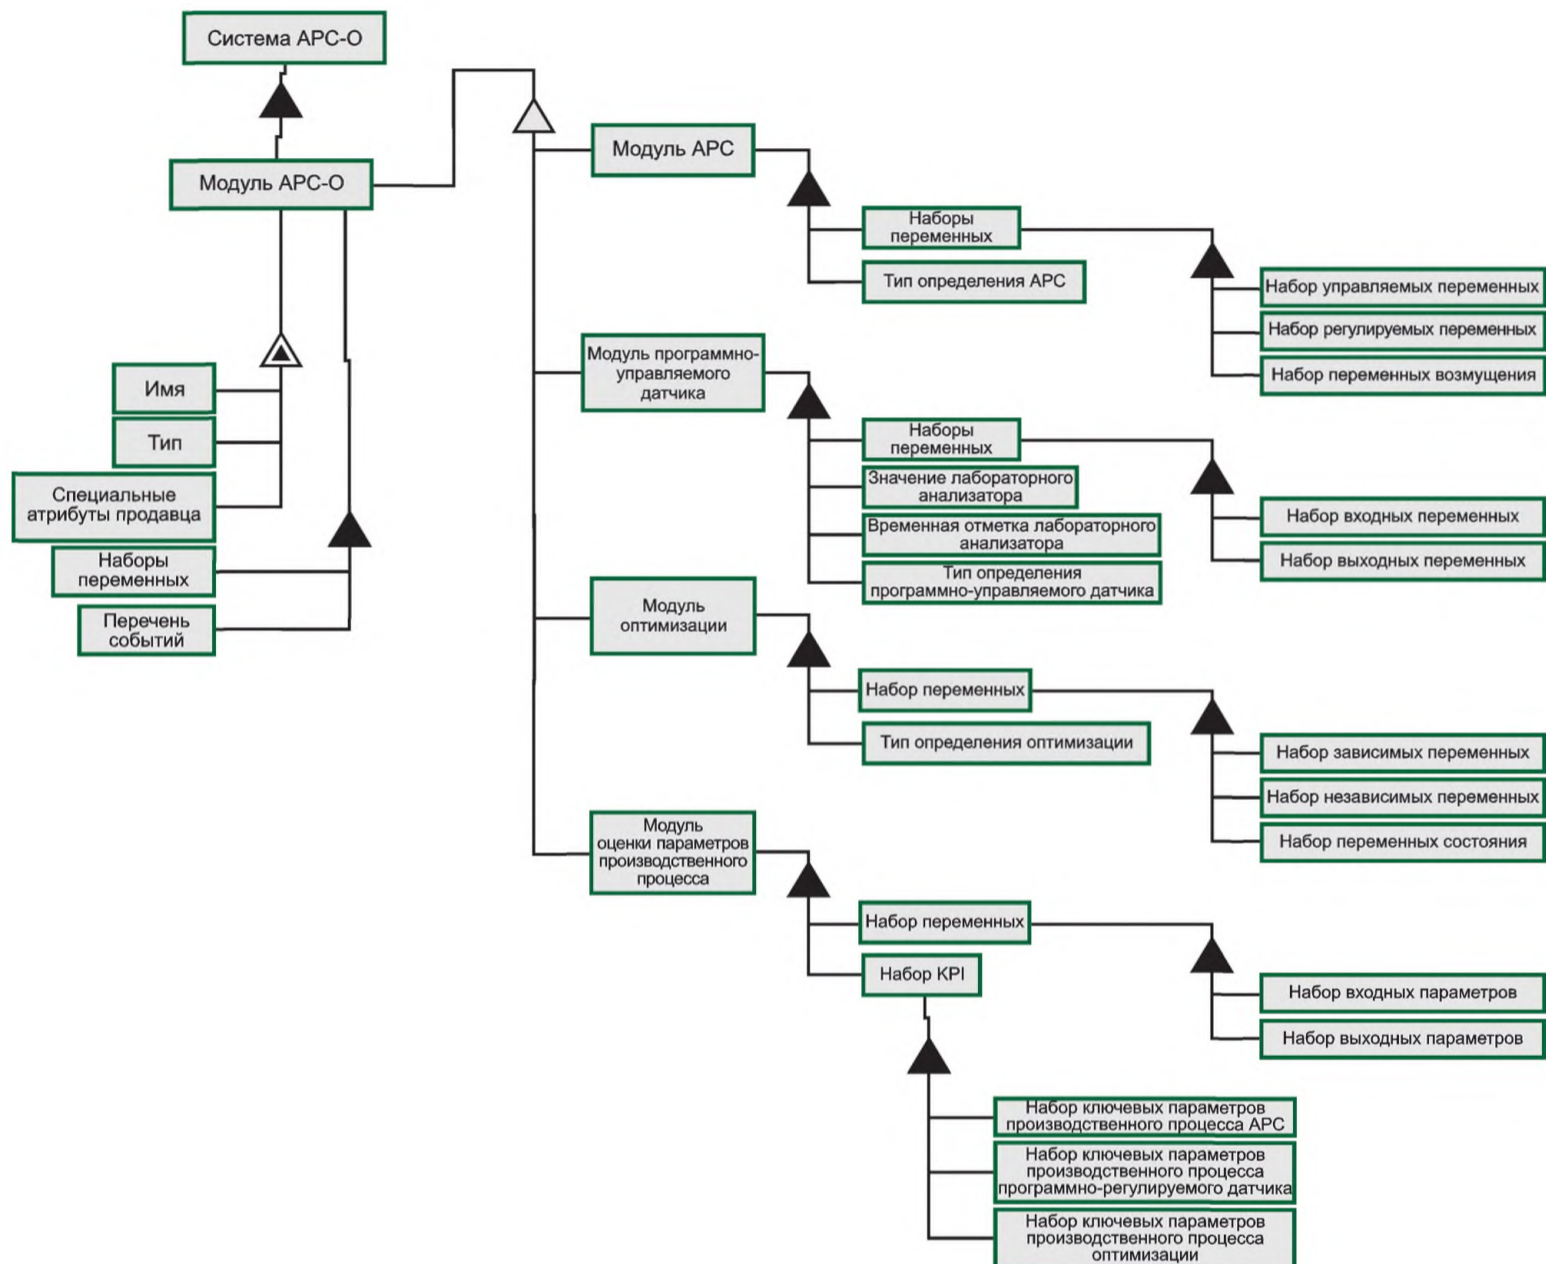 Система АРС-О
Модуль АРС-О
Имя
Тип
Специальные
атрибуты продавца
Наборы
переменных
Перечень
событий
Модуль АРС
Наборы
переменных
Тип определения АРС
Набор управляемых переменных
Набор регулируемых переменных
Набор переменных возмущения
Модуль программно-
управляемого
датчика
Наборы
переменных
Значение лабораторного
анализатора
Временная отметка лабораторного
анализатора
Тип определения
программно-управляемого датчика
Набор входных переменных
Набор выходных переменных
Модуль
оптимизации
Набор переменных
Тип определения оптимизации
Набор зависимых переменных
Набор независимых переменных
Набор переменных состояния
Модуль
оценки параметров
производственного
процесса
Набор переменных
Набор KPI
Набор входных параметров
Набор выходных параметров
Набор ключевых параметров
производственного процесса АРС
Набор ключевых параметров
производственного процесса
программно-регулируемого датчика
Набор ключевых параметров
производственного процесса
оптимизации